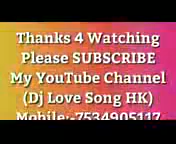 Thanks 4 Watching
Please SUBSCRIBE
My YouTube Channel
(Dj Love Song HK)
Mobile:-7534905117